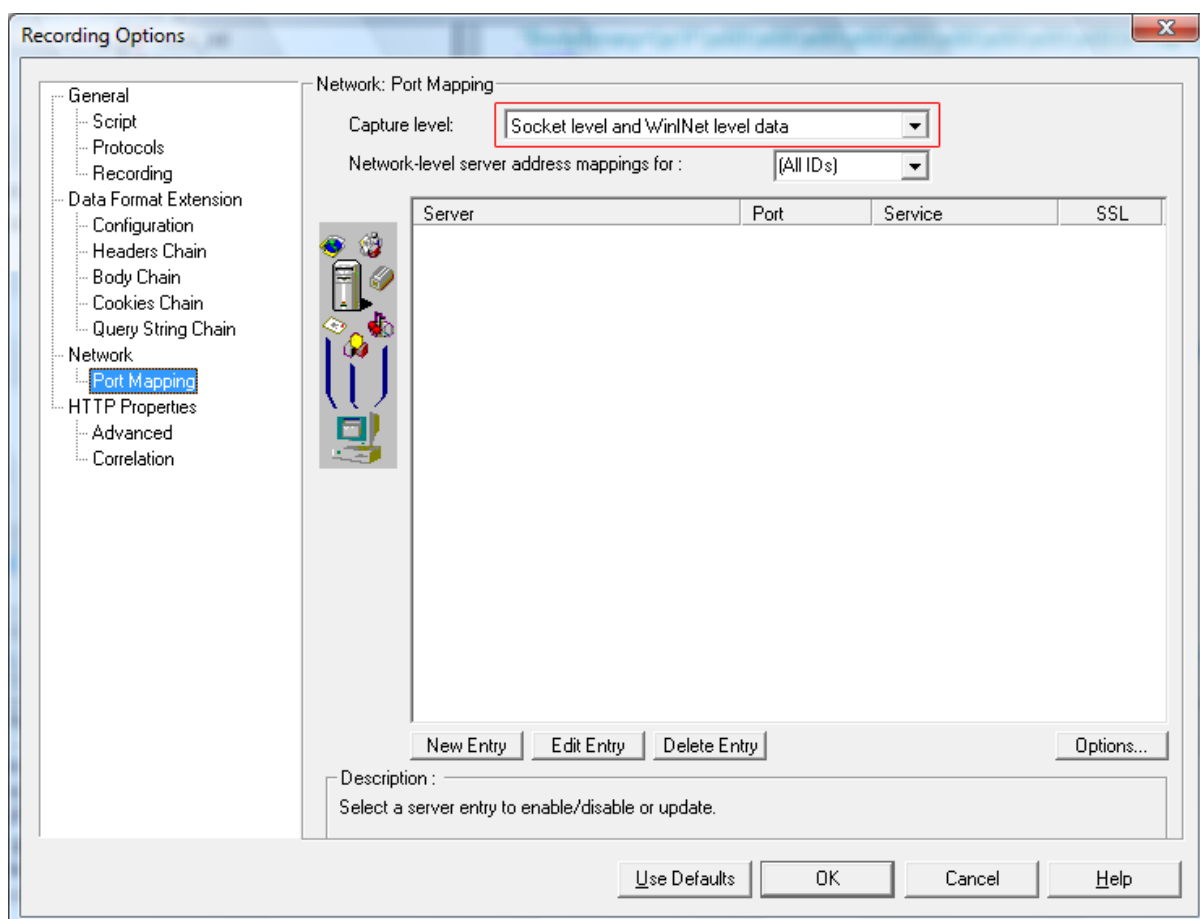 Recording Options
General
Script
Protocols
Recording
Data Format Extension
Configuration
Headers Chain
Body Chain
Cookies Chain
Query String Chain
Network
Port Mapping
HTTP Properties
Advanced
Correlation
Network: Port Mapping
Capture level: Socket level and WinINet level data
Network-level server address mappings for : (All IDs)
Server Port Service SSL
New Entry Edit Entry Delete Entry Options...
Description :
Select a server entry to enable/disable or update.
Use Defaults OK Cancel Help